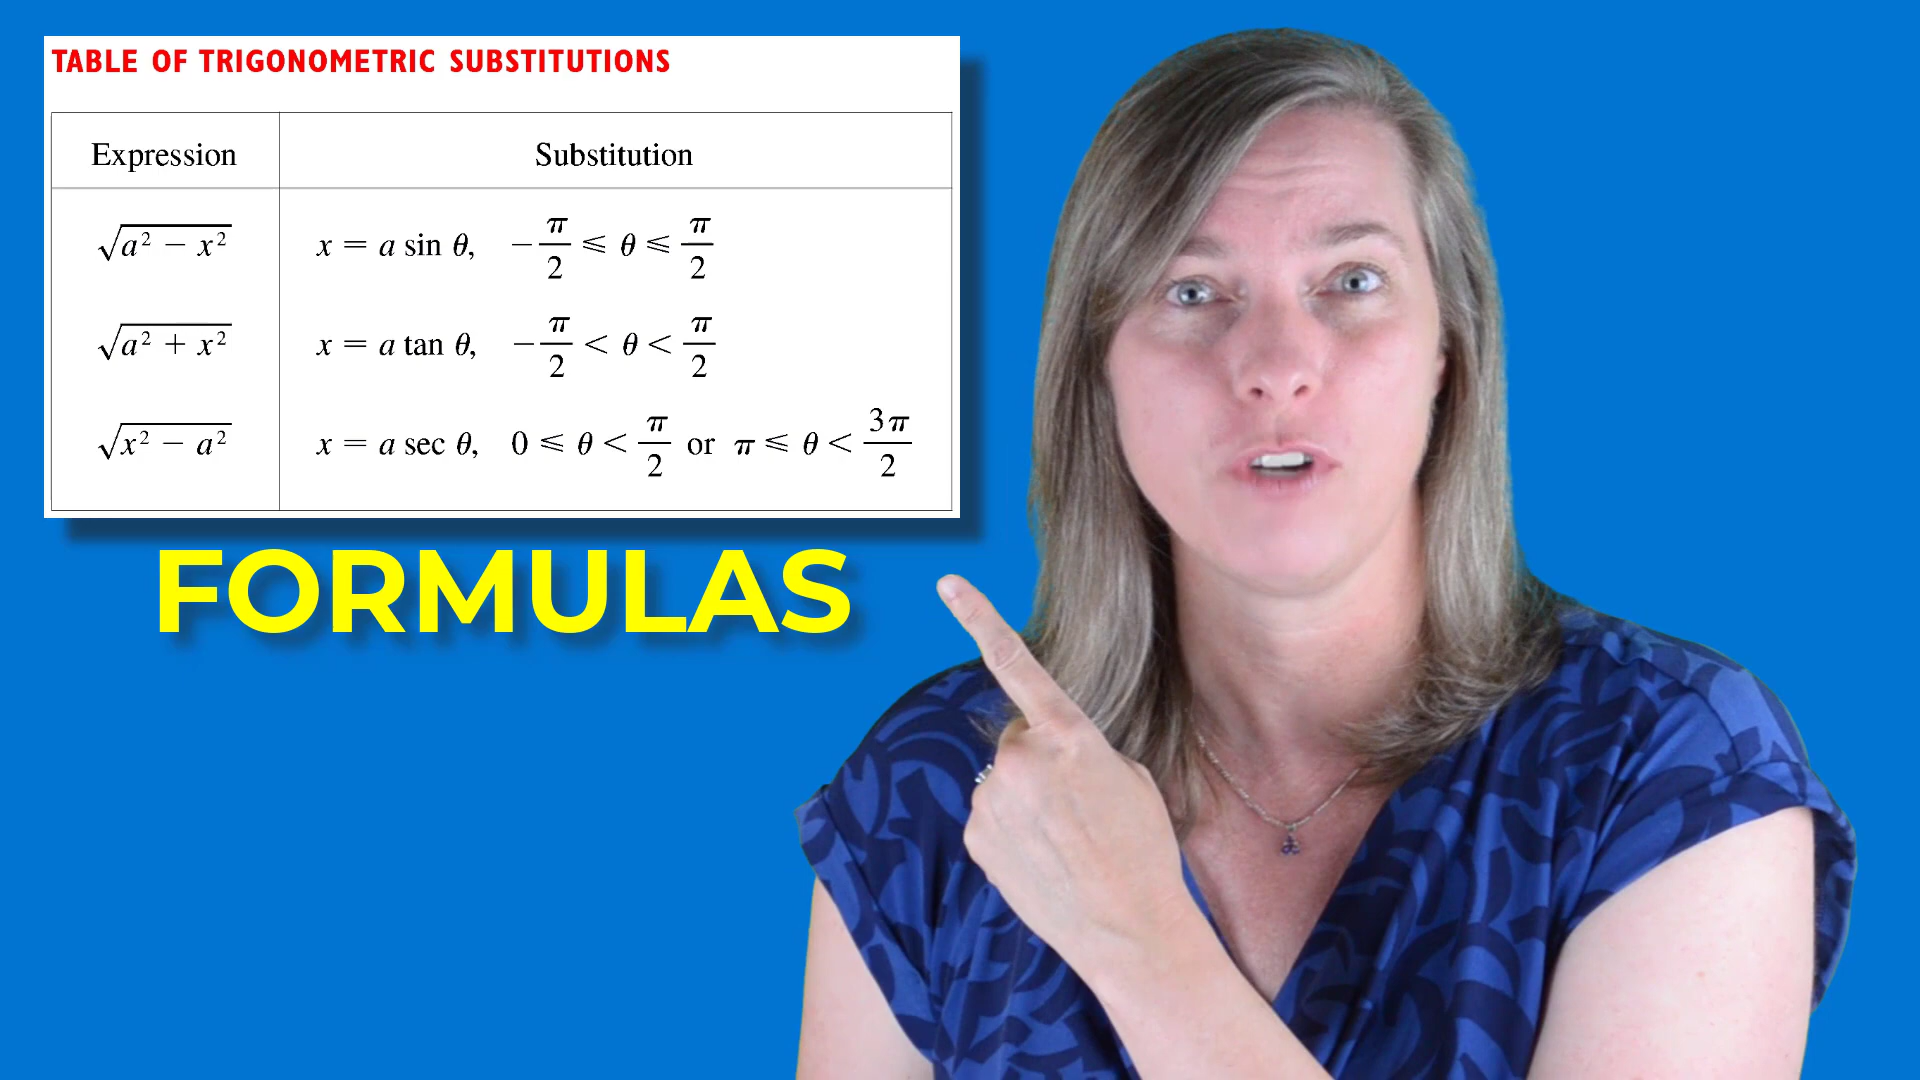 TABLE OF TRIGONOMETRIC SUBSTITUTIONS
Expression Substitution
√(a² − x²) x = a sin θ, −π/2 ≤ θ ≤ π/2
√(a² + x²) x = a tan θ, −π/2 < θ < π/2
√(x² − a²) x = a sec θ, 0 ≤ θ < π/2 or π ≤ θ < 3π/2
FORMULAS